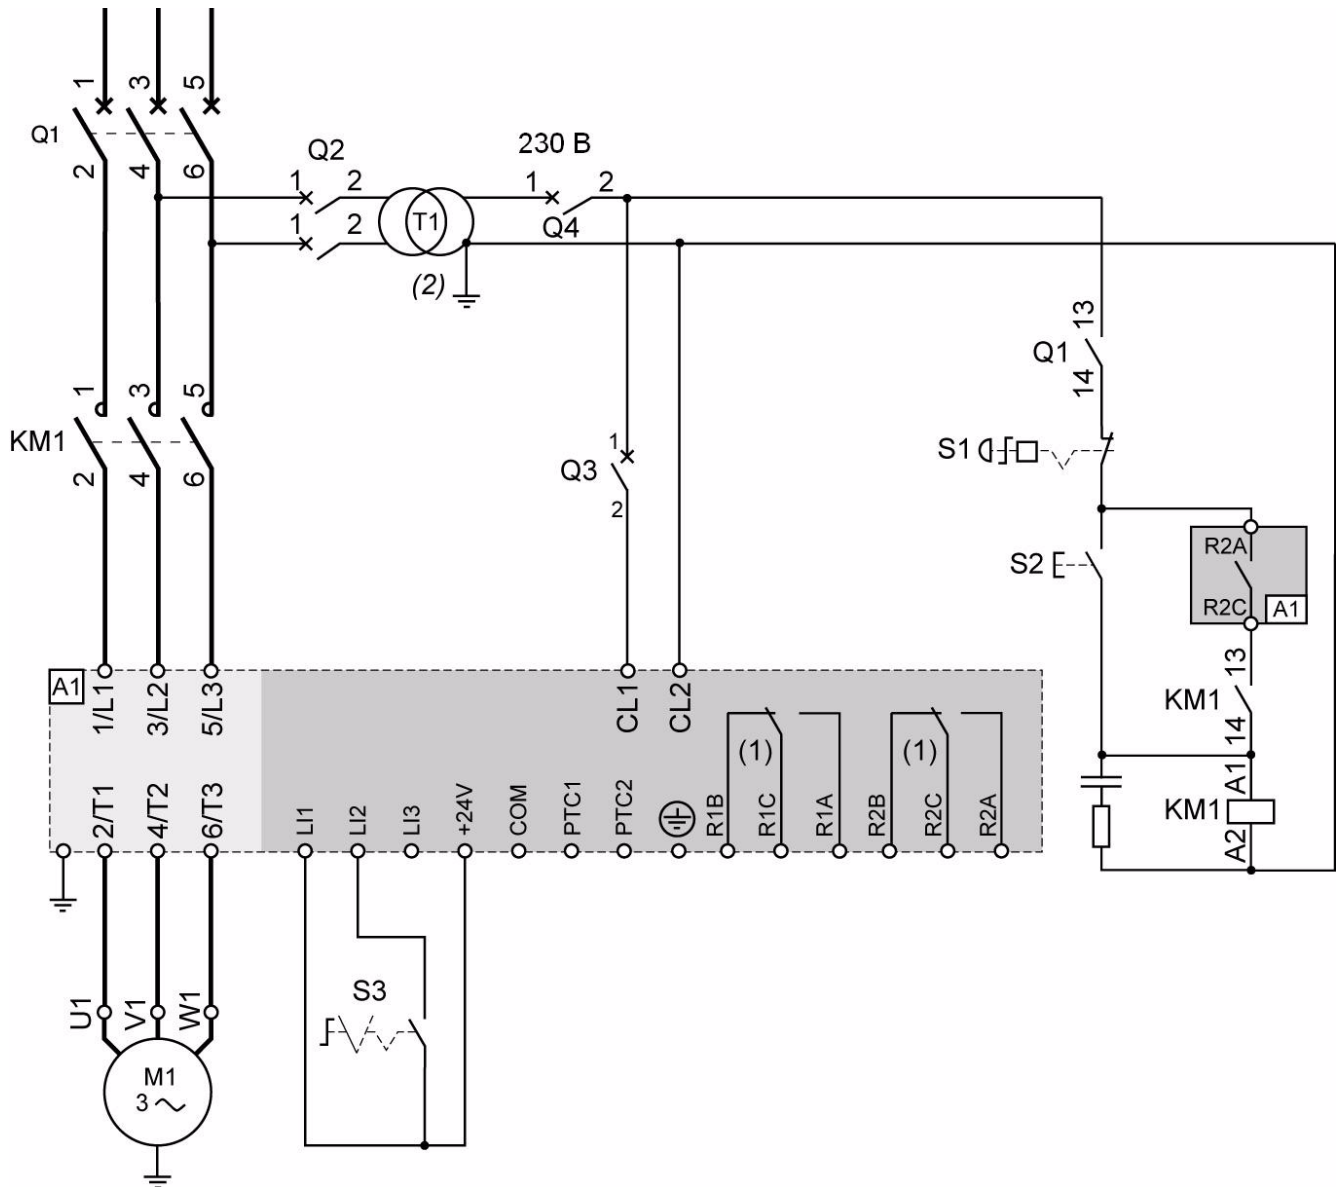 1
3
5
Q1
2
4
6
Q2
1
2
1
2
T1
(2)
230 В
1
2
Q4
13
Q1
14
1
3
5
KM1
2
4
6
1
Q3
2
S1
S2
R2A
R2C
A1
13
KM1
14
A1
KM1
A2
A1
1/L1
3/L2
5/L3
CL1
CL2
(1)
(1)
2/T1
4/T2
6/T3
LI1
LI2
LI3
+24V
COM
PTC1
PTC2
R1B
R1C
R1A
R2B
R2C
R2A
S3
U1
V1
W1
M1
3